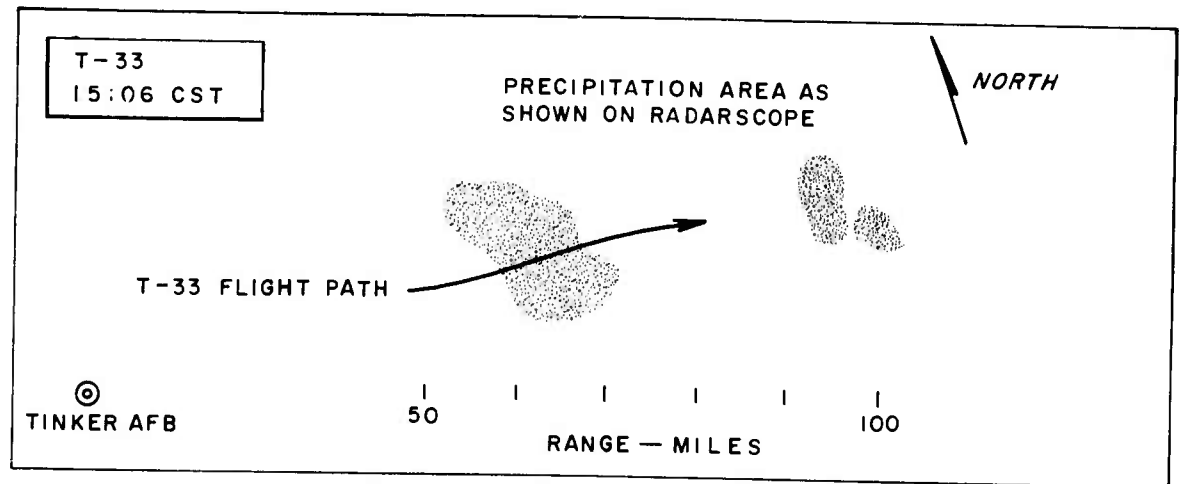 T-33
15:06 CST
PRECIPITATION AREA AS
SHOWN ON RADARSCOPE
NORTH
T-33 FLIGHT PATH
TINKER AFB
50
100
RANGE — MILES